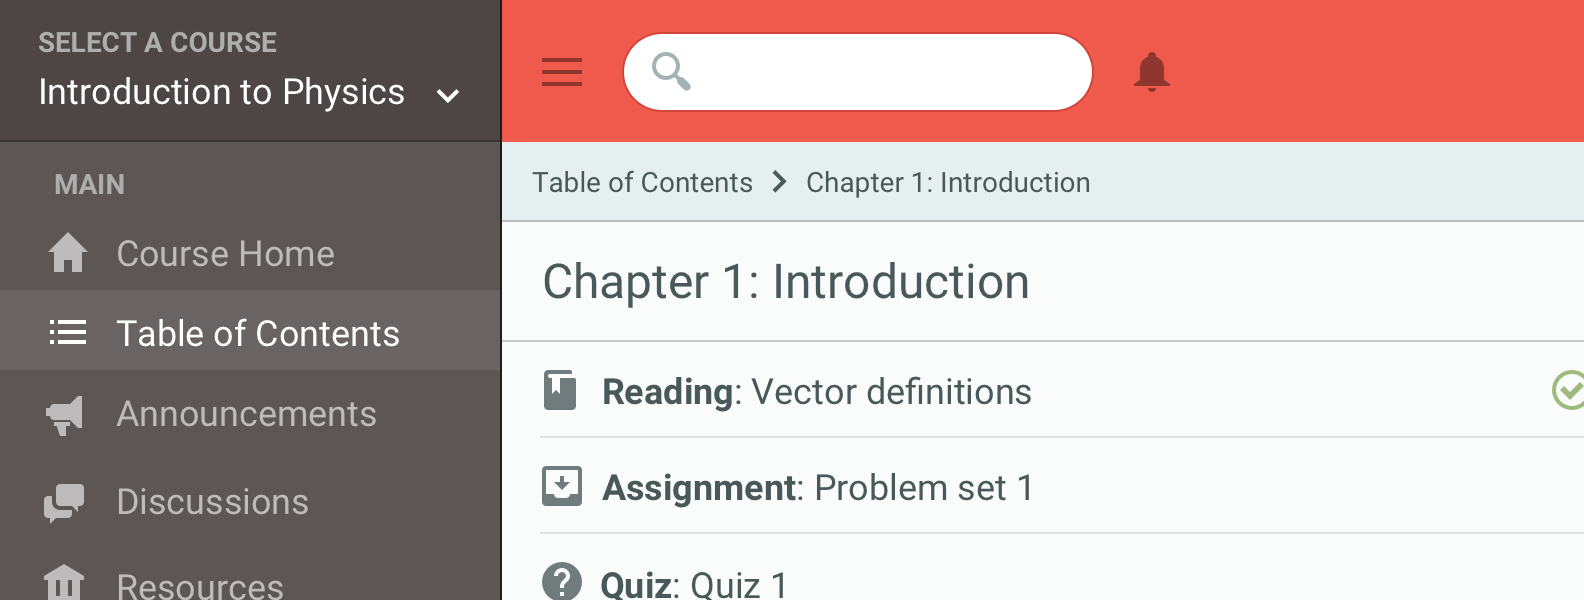 SELECT A COURSE
Introduction to Physics
MAIN
Course Home
Table of Contents
Announcements
Discussions
Resources
Table of Contents > Chapter 1: Introduction
Chapter 1: Introduction
Reading: Vector definitions
Assignment: Problem set 1
Quiz: Quiz 1